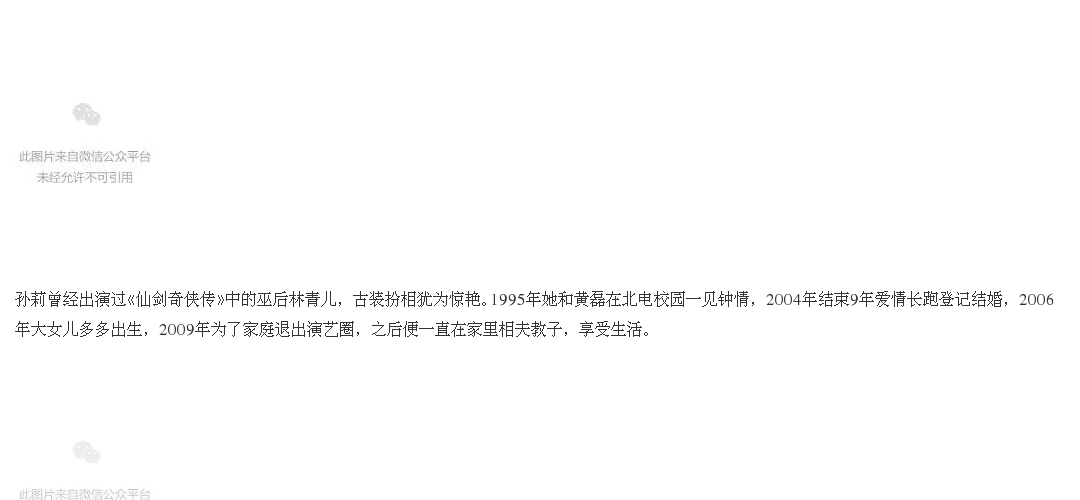 此图片来自微信公众平台
未经允许不可引用
孙莉曾经出演过《仙剑奇侠传》中的巫后林青儿，古装扮相犹为惊艳。1995年她和黄磊在北电校园一见钟情，2004年结束9年爱情长跑登记结婚，2006
年大女儿多多出生，2009年为了家庭退出演艺圈，之后便一直在家里相夫教子，享受生活。
此图片来自微信公众平台